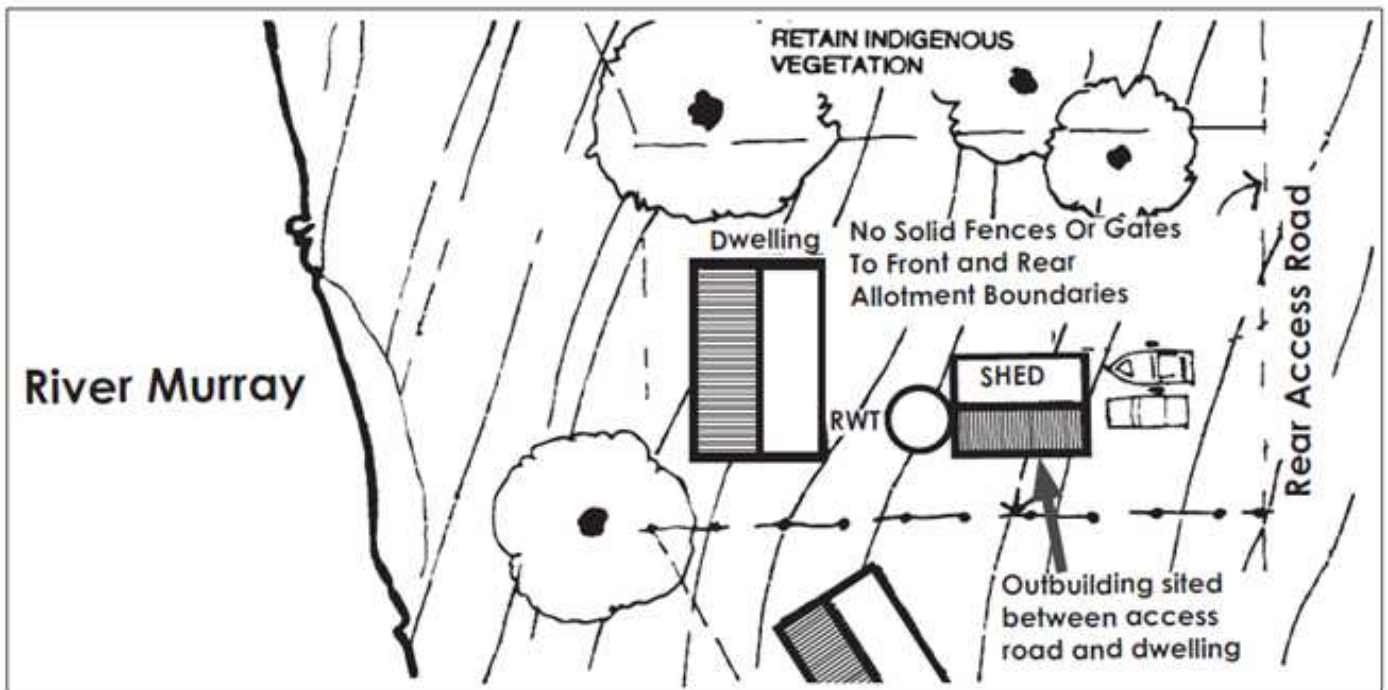 RETAIN INDIGENOUS
VEGETATION
Dwelling
No Solid Fences Or Gates
To Front and Rear
Allotment Boundaries
Rear Access Road
River Murray
SHED
RWT
Outbuilding sited
between access
road and dwelling